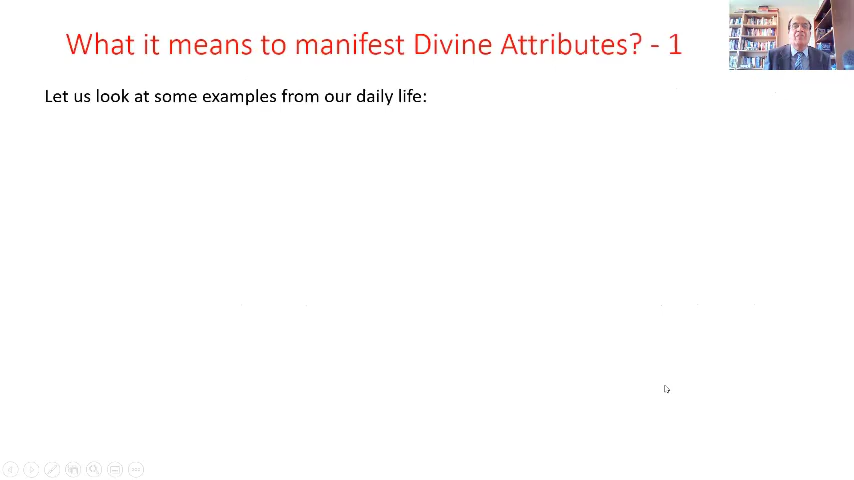 What it means to manifest Divine Attributes? - 1
Let us look at some examples from our daily life: